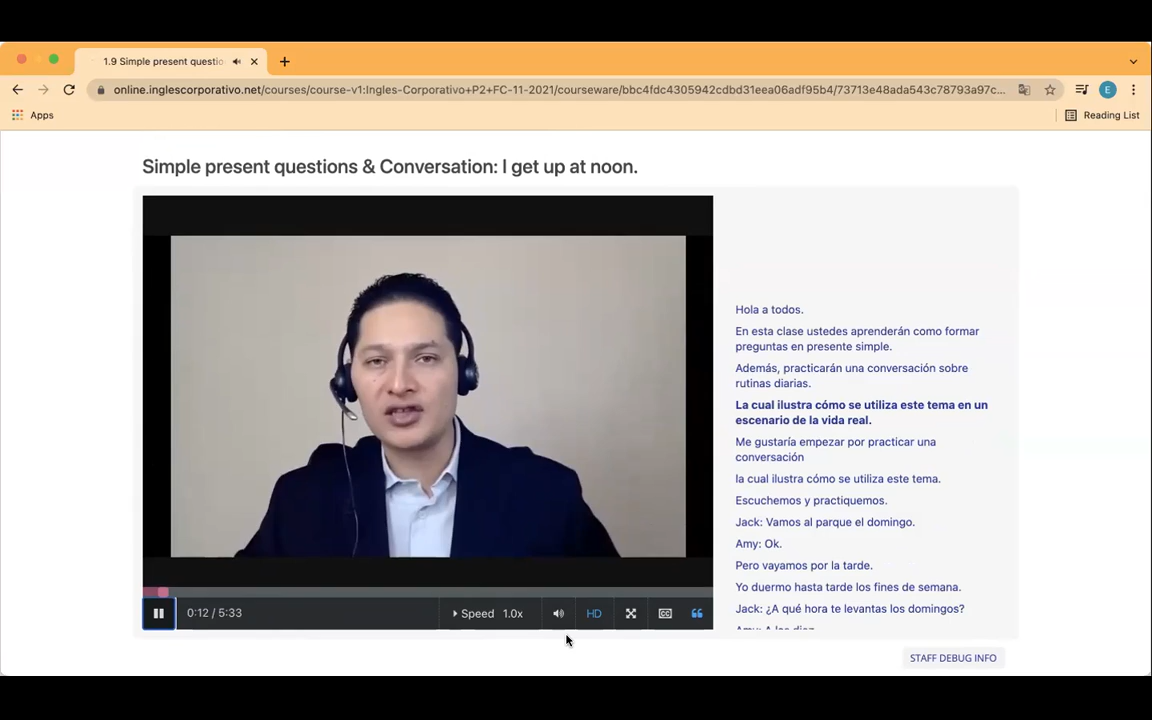 1.9 Simple present questio
online.inglescorporativo.net/courses/course-v1:Ingles-Corporativo+P2+FC-11-2021/courseware/bbc4fdc4305942cdbd31eea06adf95b4/73713e48ada543c78793a97c...
E
Apps
Reading List
Simple present questions & Conversation: I get up at noon.
Hola a todos.
En esta clase ustedes aprenderán como formar
preguntas en presente simple.
Además, practicarán una conversación sobre
rutinas diarias.
La cual ilustra cómo se utiliza este tema en un
escenario de la vida real.
Me gustaría empezar por practicar una
conversación
la cual ilustra cómo se utiliza este tema.
Escuchemos y practiquemos.
Jack: Vamos al parque el domingo.
Amy: Ok.
Pero vayamos por la tarde.
Yo duermo hasta tarde los fines de semana.
Jack: ¿A qué hora te levantas los domingos?
0:12 / 5:33
Speed 1.0x
HD
CC
STAFF DEBUG INFO